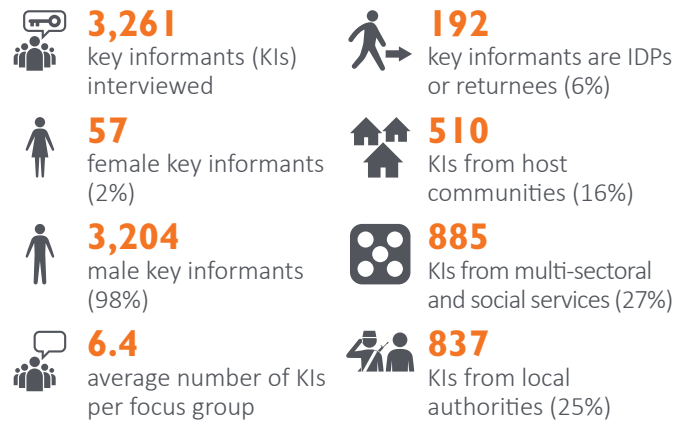 3,261
key informants (KIs)
interviewed
57
female key informants
(2%)
3,204
male key informants
(98%)
6.4
average number of KIs
per focus group
192
key informants are IDPs
or returnees (6%)
510
KIs from host
communities (16%)
885
KIs from multi-sectoral
and social services (27%)
837
KIs from local
authorities (25%)